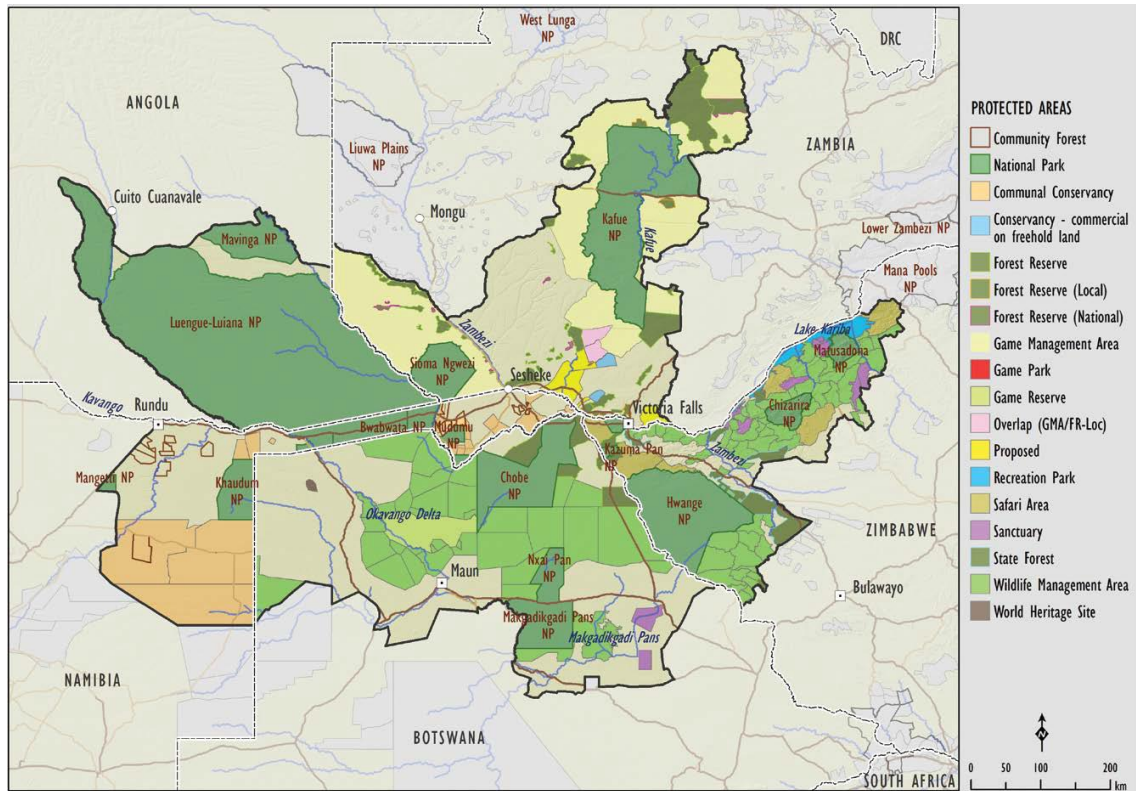 West Lunga
NP
DRC
ANGOLA
ZAMBIA
Liuwa Plains
NP
Cuito Cuanavale
Mongu
Mavinga NP
Kafue
NP
Kafue
Lower Zambezi NP
Mana Pools
NP
Luengue-Luiana NP
Zambezi
Lake Kariba
Matusadona
NP
Sioma Ngwezi
NP
Sesheke
Chizarira
NP
Kavango
Rundu
Victoria Falls
Bwabwata NP
Mudumu
NP
Kazuma Pan
NP
Zambezi
Mangetti NP
Khaudum
NP
Chobe
NP
Hwange
NP
Okavango Delta
ZIMBABWE
Nxai Pan
NP
Maun
Bulawayo
Makgadikgadi Pans
NP
Makgadikgadi Pans
NAMIBIA
BOTSWANA
SOUTH AFRICA
PROTECTED AREAS
Community Forest
National Park
Communal Conservancy
Conservancy - commercial
on freehold land
Forest Reserve
Forest Reserve (Local)
Forest Reserve (National)
Game Management Area
Game Park
Game Reserve
Overlap (GMA/FR-Loc)
Proposed
Recreation Park
Safari Area
Sanctuary
State Forest
Wildlife Management Area
World Heritage Site
N
0 50 100 200
km